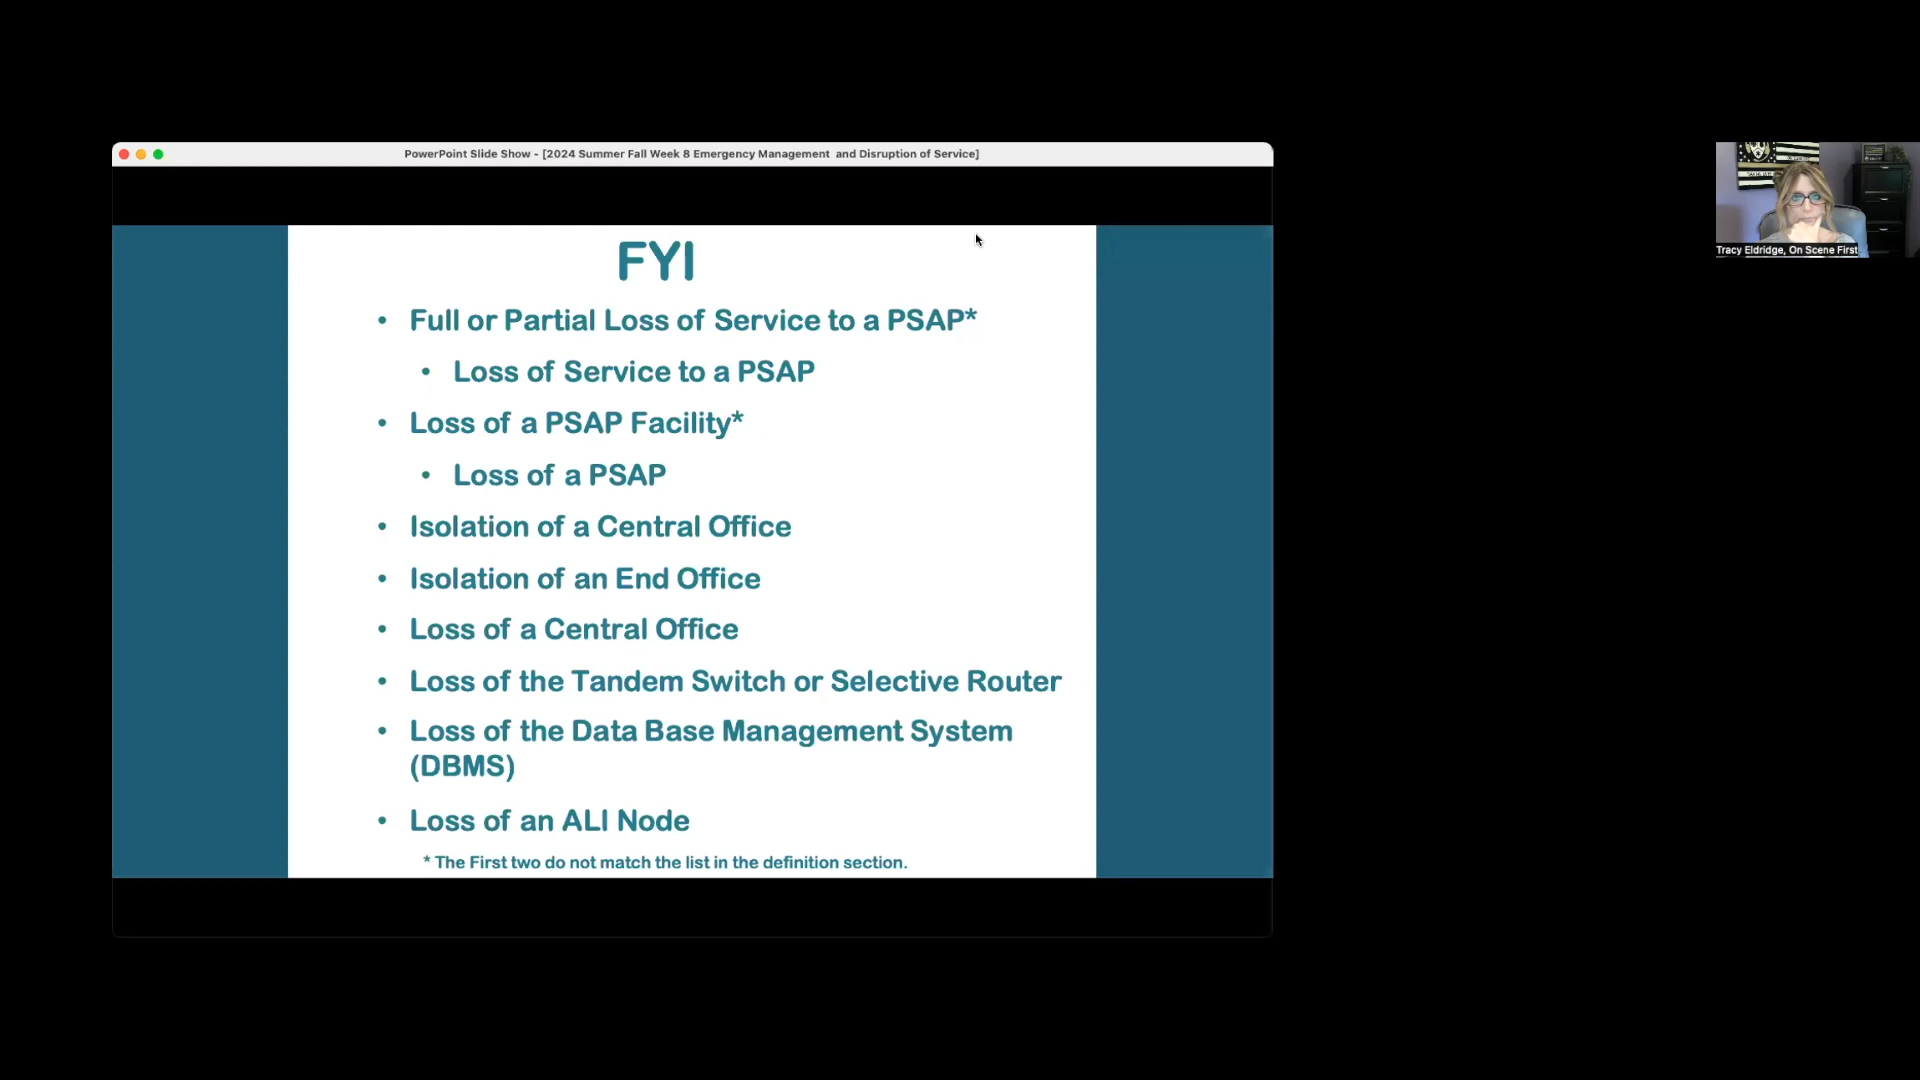 PowerPoint Slide Show - [2024 Summer Fall Week 8 Emergency Management  and Disruption of Service]
FYI
• Full or Partial Loss of Service to a PSAP*
• Loss of Service to a PSAP
• Loss of a PSAP Facility*
• Loss of a PSAP
• Isolation of a Central Office
• Isolation of an End Office
• Loss of a Central Office
• Loss of the Tandem Switch or Selective Router
• Loss of the Data Base Management System
(DBMS)
• Loss of an ALI Node
* The First two do not match the list in the definition section.
Tracy Eldridge, On Scene First